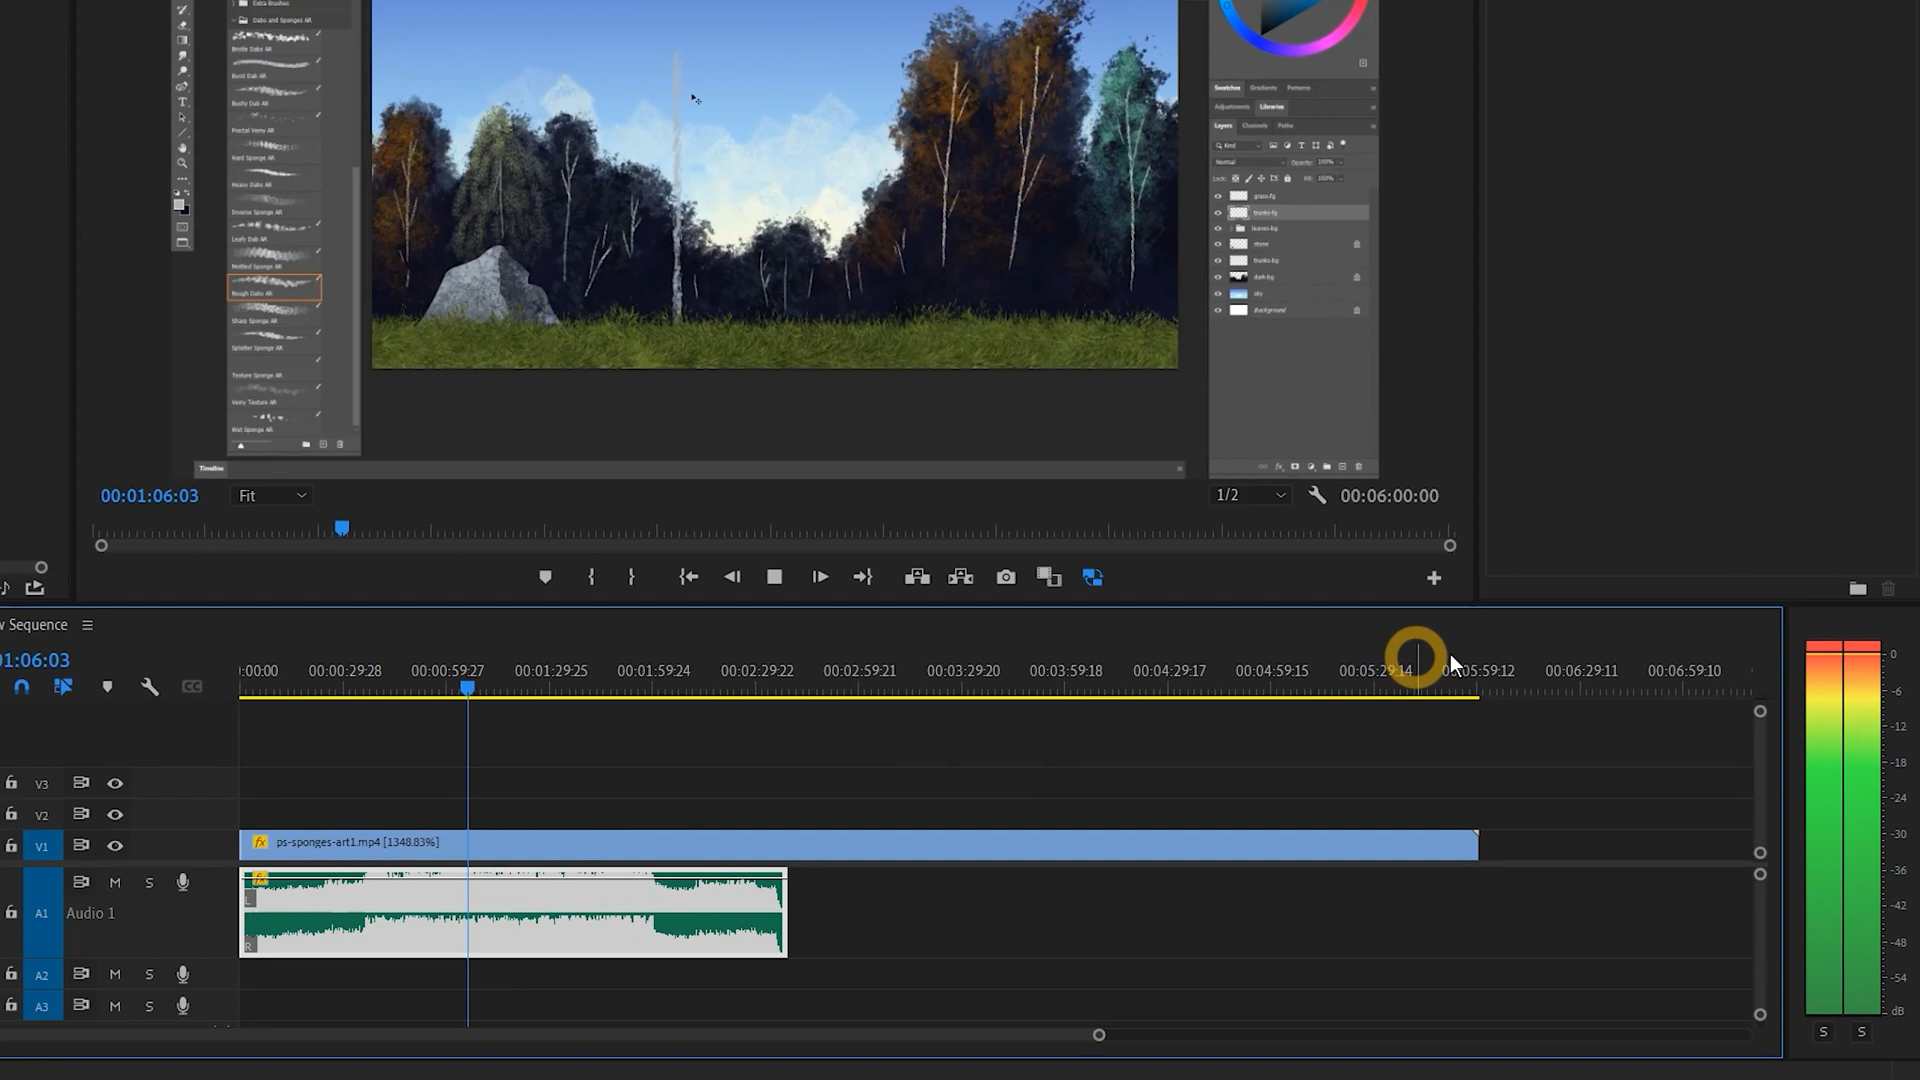 Extra Brushes
Dabs and Sponges AR
Bristle Dabs AR
Burst Dab AR
Bushy Dab AR
Fractal Veiny AR
Hard Sponge AR
Heavy Dabs AR
Inverse Sponge AR
Leafy Dab AR
Mottled Sponge AR
Rough Dabs AR
Sharp Sponge AR
Splatter Sponge AR
Texture Sponge AR
Veiny Texture AR
Wet Sponge AR
Timeline
Swatches Gradients Patterns
Adjustments Libraries
Layers Channels Paths
Kind
Normal Opacity: 100%
Lock: Fill: 100%
grass-fg
trunks-fg
leaves-bg
stone
trunks-bg
dark-bg
sky
Background
00:01:06:03 Fit 1/2 00:06:00:00
w Sequence
01:06:03
:00:00 00:00:29:28 00:00:59:27 00:01:29:25 00:01:59:24 00:02:29:22 00:02:59:21 00:03:29:20 00:03:59:18 00:04:29:17 00:04:59:15 00:05:29:14 00:05:59:12 00:06:29:11 00:06:59:10
V3
V2
V1 fx ps-sponges-art1.mp4 [1348.83%]
M S
A1 Audio 1
L
R
A2 M S
A3 M S
0
-6
-12
-18
-24
-30
-36
-42
-48
-54
dB
S S